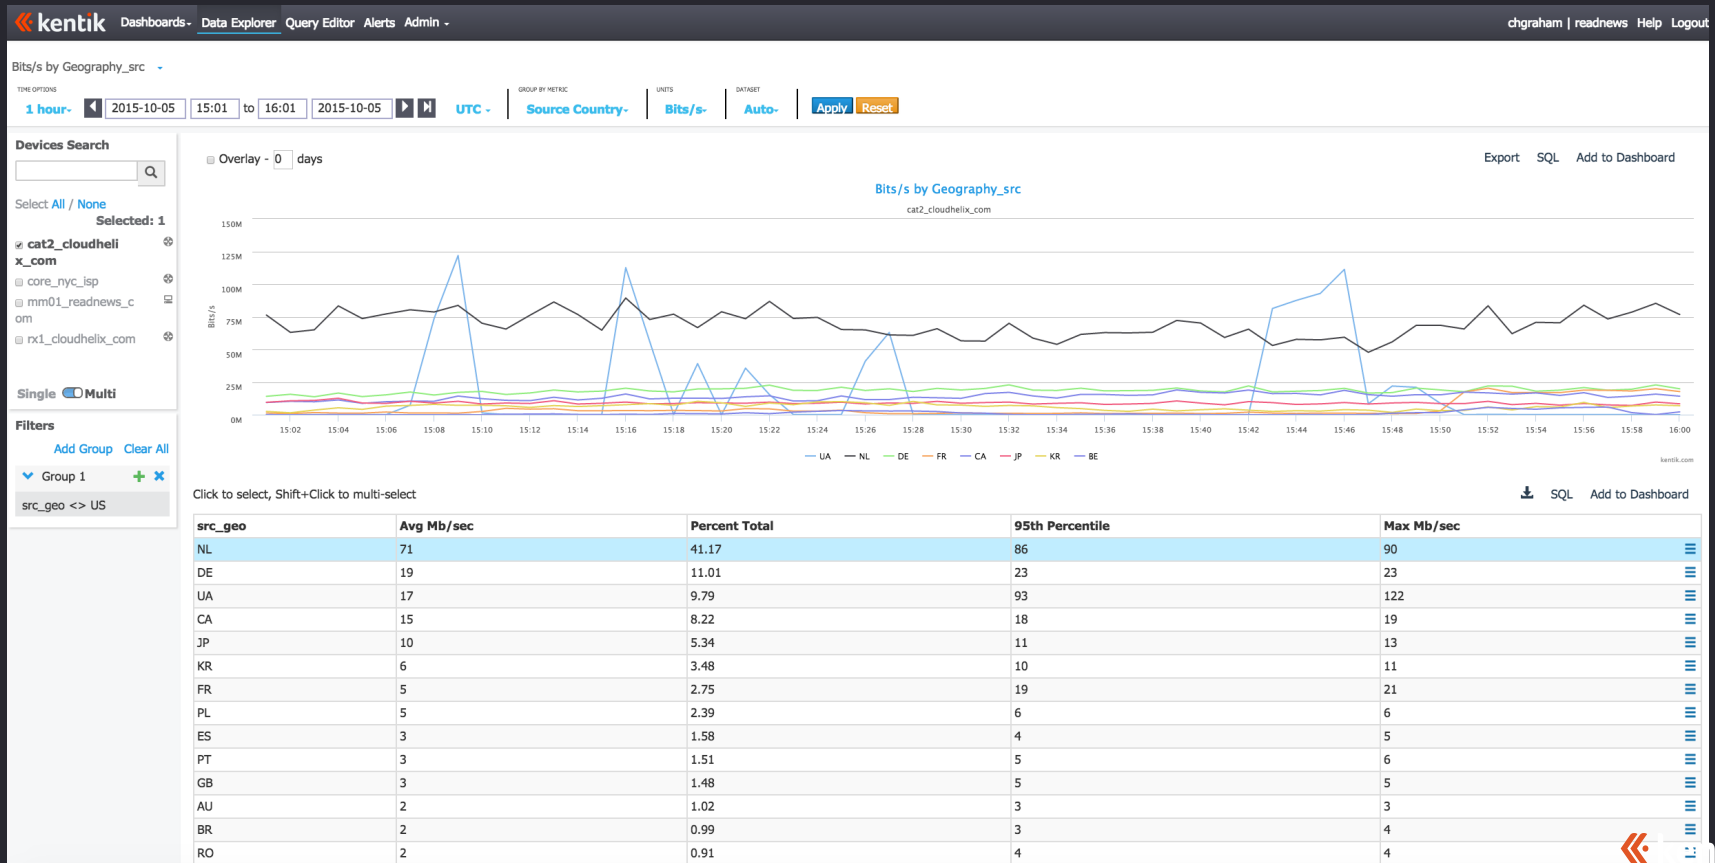 kentik Dashboards Data Explorer Query Editor Alerts Admin chgraham | readnews Help Logout
Bits/s by Geography_src
TIME OPTIONS GROUP BY METRIC UNITS DATASET
1 hour 2015-10-05 15:01 to 16:01 2015-10-05 UTC Source Country Bits/s Auto Apply Reset
Devices Search
Select All / None
Selected: 1
cat2_cloudheli
x_com
core_nyc_isp
mm01_readnews_c
om
rx1_cloudhelix_com
Single Multi
Filters
Add Group Clear All
Group 1
src_geo <> US
Overlay - 0 days Export SQL Add to Dashboard
Bits/s by Geography_src
cat2_cloudhelix_com
Bits/s
150M
125M
100M
75M
50M
25M
0M
15:02 15:04 15:06 15:08 15:10 15:12 15:14 15:16 15:18 15:20 15:22 15:24 15:26 15:28 15:30 15:32 15:34 15:36 15:38 15:40 15:42 15:44 15:46 15:48 15:50 15:52 15:54 15:56 15:58 16:00
UA NL DE FR CA JP KR BE
kentik.com
Click to select, Shift+Click to multi-select SQL Add to Dashboard
src_geo Avg Mb/sec Percent Total 95th Percentile Max Mb/sec
NL 71 41.17 86 90
DE 19 11.01 23 23
UA 17 9.79 93 122
CA 15 8.22 18 19
JP 10 5.34 11 13
KR 6 3.48 10 11
FR 5 2.75 19 21
PL 5 2.39 6 6
ES 3 1.58 4 5
PT 3 1.51 5 6
GB 3 1.48 5 5
AU 2 1.02 3 3
BR 2 0.99 3 4
RO 2 0.91 4 4